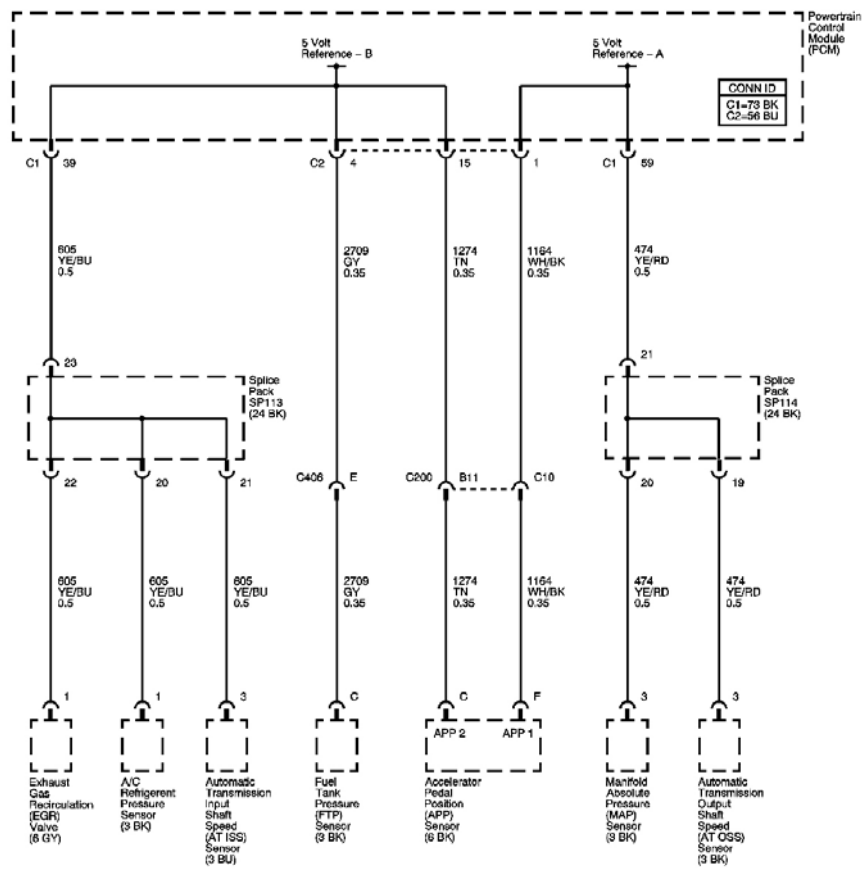 Powertrain
Control
Module
(PCM)
5 Volt
Reference – B
5 Volt
Reference – A
CONN ID
C1=73 BK
C2=56 BU
C1 39
C2 4
15
1
C1 59
605
YE/BU
0.5
2709
GY
0.35
1274
TN
0.35
1164
WH/BK
0.35
474
YE/RD
0.5
23
21
Splice
Pack
SP113
(24 BK)
Splice
Pack
SP114
(24 BK)
22
20
21
C406 E
C200 B11
C10
20
19
605
YE/BU
0.5
605
YE/BU
0.5
605
YE/BU
0.5
2709
GY
0.35
1274
TN
0.35
1164
WH/BK
0.35
474
YE/RD
0.5
474
YE/RD
0.5
1
1
3
C
C
F
3
3
APP 2
APP 1
Exhaust
Gas
Recirculation
(EGR)
Valve
(6 GY)
A/C
Refrigerent
Pressure
Sensor
(3 BK)
Automatic
Transmission
Input
Shaft
Speed
(AT ISS)
Sensor
(3 BU)
Fuel
Tank
Pressure
(FTP)
Sensor
(3 BK)
Accelerator
Pedal
Position
(APP)
Sensor
(6 BK)
Manifold
Absolute
Pressure
(MAP)
Sensor
(3 BK)
Automatic
Transmission
Output
Shaft
Speed
(AT OSS)
Sensor
(3 BK)